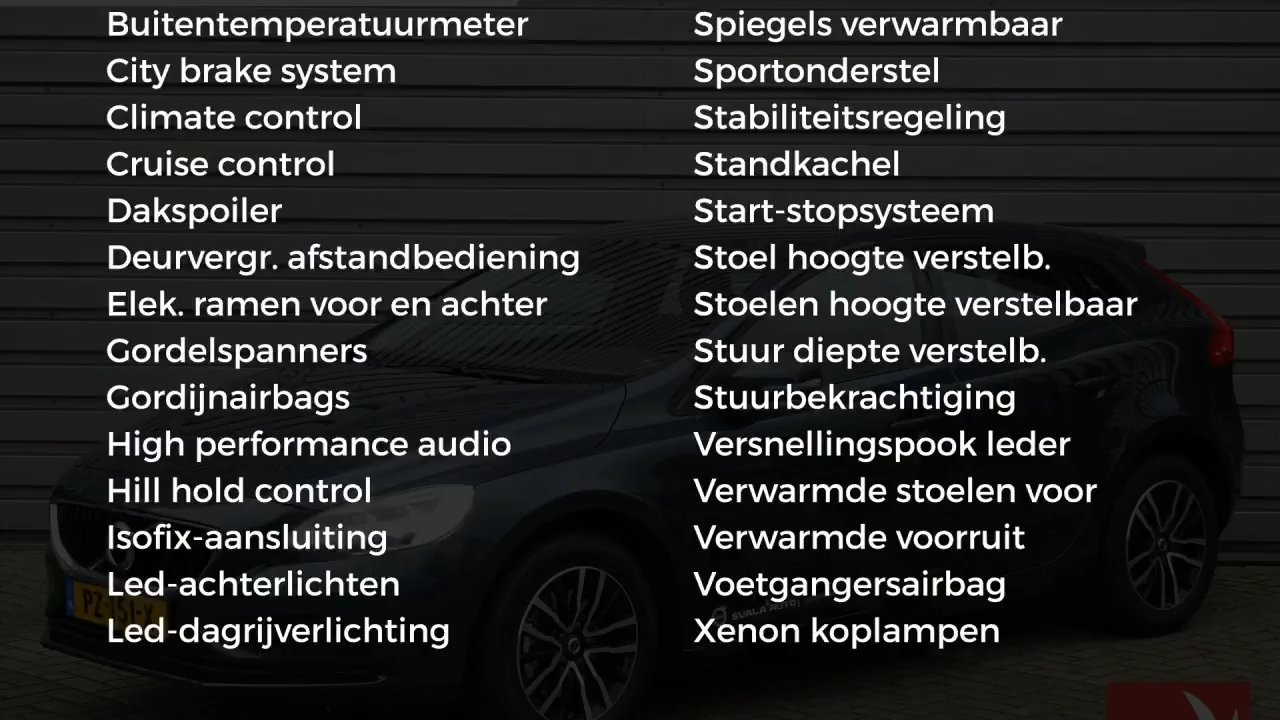 Buitentemperatuurmeter
City brake system
Climate control
Cruise control
Dakspoiler
Deurvergr. afstandbediening
Elek. ramen voor en achter
Gordelspanners
Gordijnairbags
High performance audio
Hill hold control
Isofix-aansluiting
Led-achterlichten
Led-dagrijverlichting
Spiegels verwarmbaar
Sportonderstel
Stabiliteitsregeling
Standkachel
Start-stopsysteem
Stoel hoogte verstelb.
Stoelen hoogte verstelbaar
Stuur diepte verstelb.
Stuurbekrachtiging
Versnellingspook leder
Verwarmde stoelen voor
Verwarmde voorruit
Voetgangersairbag
Xenon koplampen
SVALA AUTO